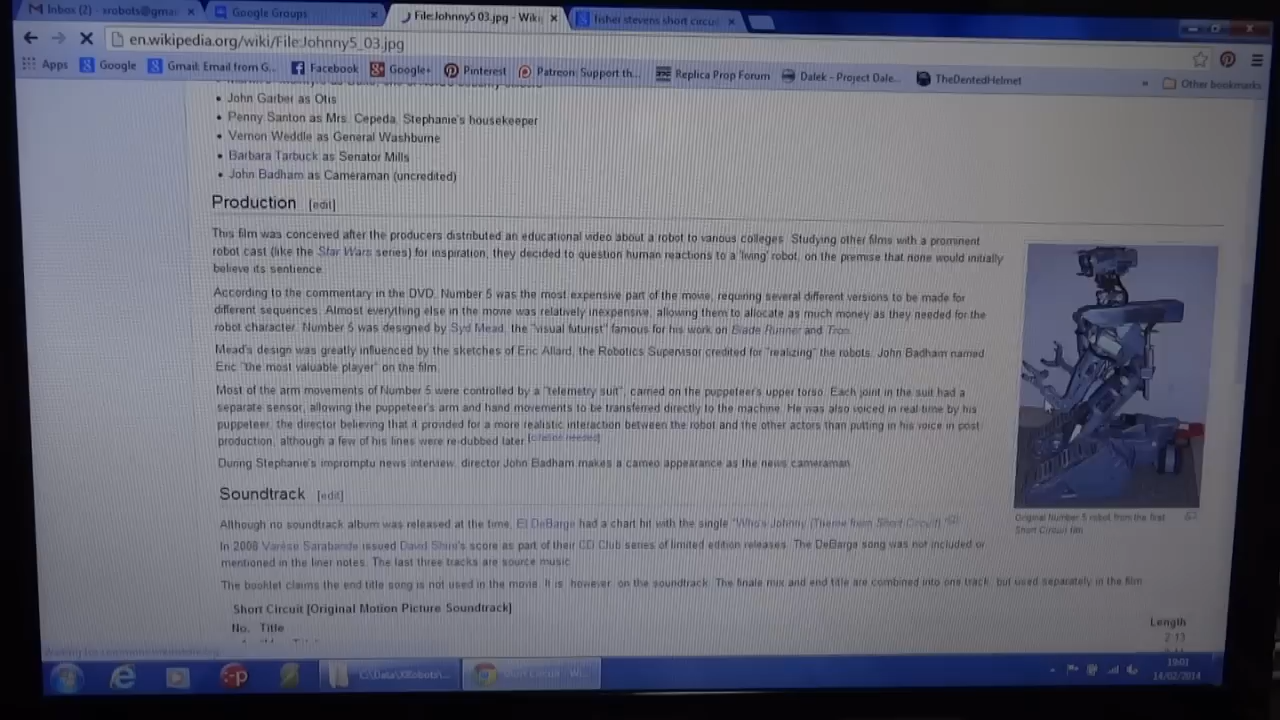 Inbox (2) - xrobots@gmai
Google Groups
File:Johnny5 03.jpg - Wiki
fisher stevens short circui
en.wikipedia.org/wiki/File:Johnny5_03.jpg
Apps
Google
Gmail: Email from G...
Facebook
Google+
Pinterest
Patreon: Support th...
Replica Prop Forum
Dalek - Project Dale...
TheDentedHelmet
»
Other bookmarks
• John Garber as Otis
• Penny Santon as Mrs. Cepeda, Stephanie's housekeeper
• Vernon Weddle as General Washburne
• Barbara Tarbuck as Senator Mills
• John Badham as Cameraman (uncredited)
Production [edit]
This film was conceived after the producers distributed an educational video about a robot to various colleges. Studying other films with a prominent
robot cast (like the Star Wars series) for inspiration, they decided to question human reactions to a 'living' robot, on the premise that none would initially
believe its sentience.
According to the commentary in the DVD, Number 5 was the most expensive part of the movie, requiring several different versions to be made for
different sequences. Almost everything else in the movie was relatively inexpensive, allowing them to allocate as much money as they needed for the
robot character. Number 5 was designed by Syd Mead, the "visual futurist" famous for his work on Blade Runner and Tron.
Mead's design was greatly influenced by the sketches of Eric Allard, the Robotics Supervisor credited for "realizing" the robots. John Badham named
Eric "the most valuable player" on the film.
Most of the arm movements of Number 5 were controlled by a "telemetry suit", carried on the puppeteer's upper torso. Each joint in the suit had a
separate sensor, allowing the puppeteer's arm and hand movements to be transferred directly to the machine. He was also voiced in real time by his
puppeteer, the director believing that it provided for a more realistic interaction between the robot and the other actors than putting in his voice in post
production, although a few of his lines were re-dubbed later.[citation needed]
During Stephanie's impromptu news interview, director John Badham makes a cameo appearance as the news cameraman.
Original Number 5 robot from the first
Short Circuit film
Soundtrack [edit]
Although no soundtrack album was released at the time, El DeBarge had a chart hit with the single "Who's Johnny (Theme from Short Circuit)"
In 2008 Varèse Sarabande issued David Shire's score as part of their CD Club series of limited edition releases. The DeBarge song was not included or
mentioned in the liner notes. The last three tracks are source music.
The booklet claims the end title song is not used in the movie. It is, however, on the soundtrack. The finale mix and end title are combined into one track, but used separately in the film.
Short Circuit [Original Motion Picture Soundtrack]
No. Title
Length
2:13
C:\Data\XRobots\...
Short Circuit - Wi...
19:01
14/02/2014